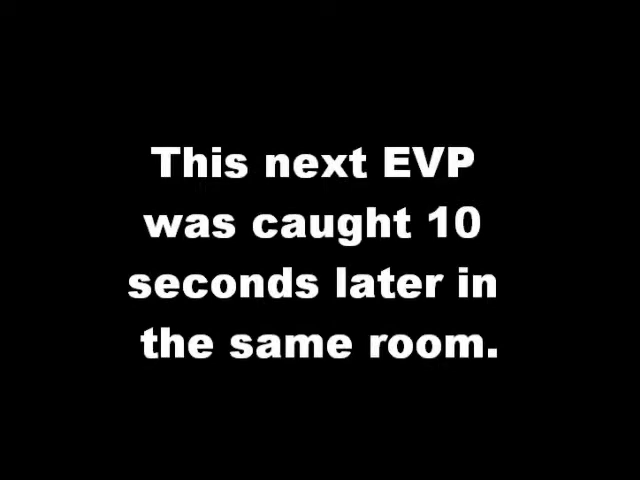 This next EVP
was caught 10
seconds later in
the same room.